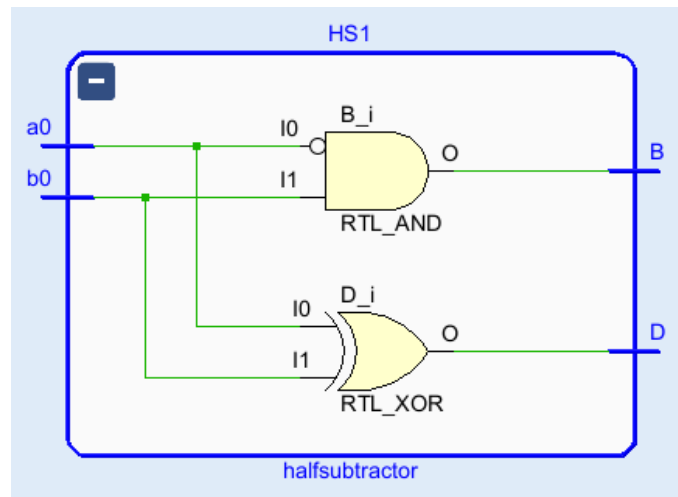 HS1
−
a0
b0
I0
I1
B_i
O
RTL_AND
B
I0
I1
D_i
O
RTL_XOR
D
halfsubtractor